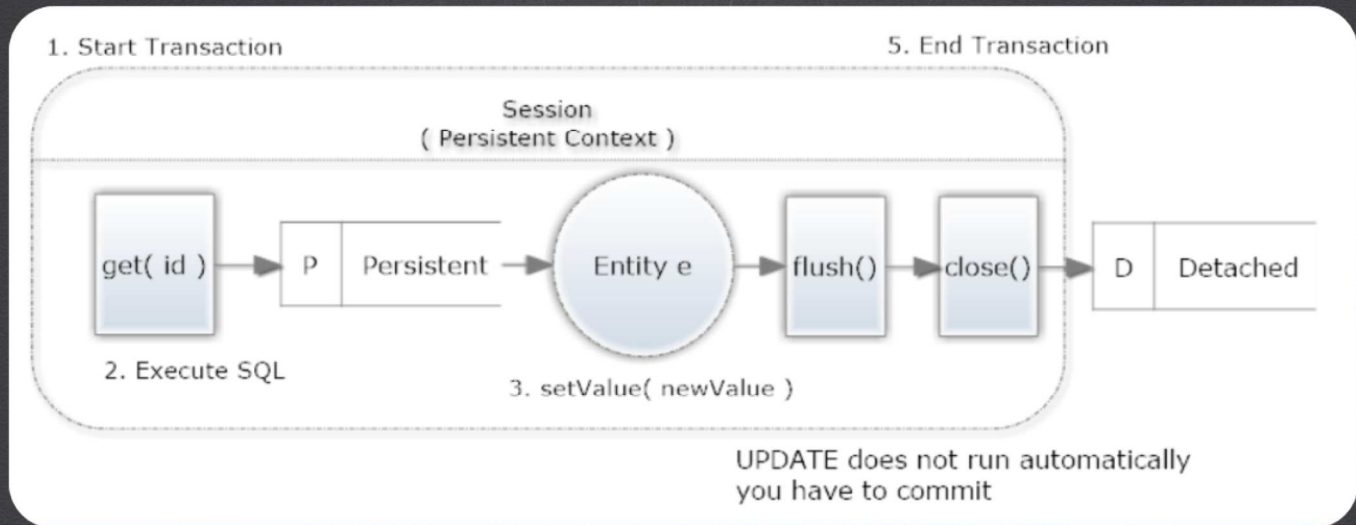 1. Start Transaction
5. End Transaction
Session
( Persistent Context )
get( id )
P
Persistent
Entity e
flush()
close()
D
Detached
2. Execute SQL
3. setValue( newValue )
UPDATE does not run automatically
you have to commit